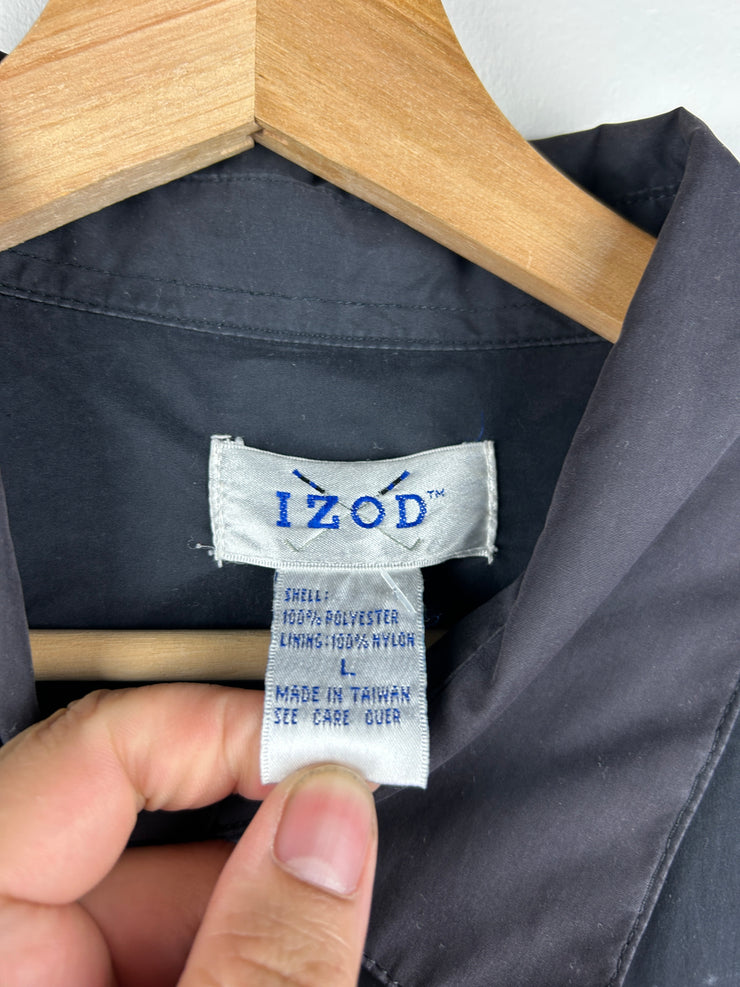 IZOD™
SHELL:
100% POLYESTER
LINING: 100% NYLON
L
MADE IN TAIWAN
SEE CARE OVER